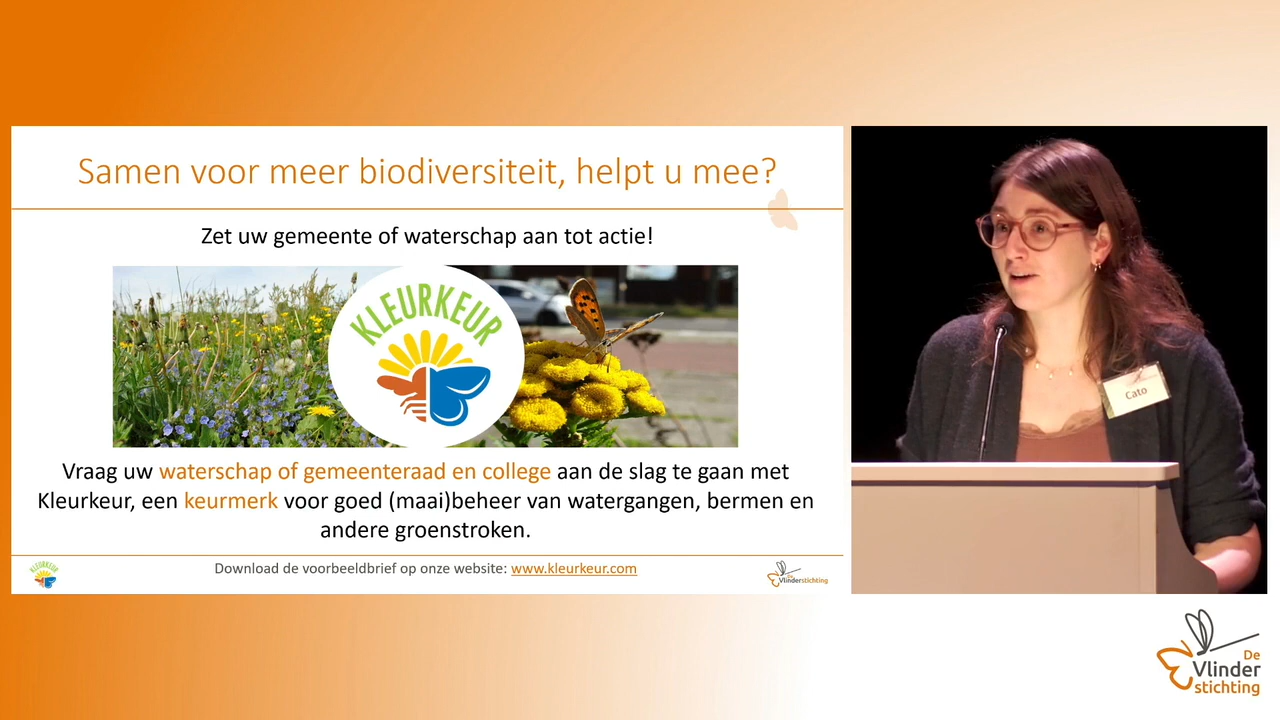 Samen voor meer biodiversiteit, helpt u mee?
Zet uw gemeente of waterschap aan tot actie!
KLEURKEUR
Vraag uw waterschap of gemeenteraad en college aan de slag te gaan met
Kleurkeur, een keurmerk voor goed (maai)beheer van watergangen, bermen en
andere groenstroken.
KLEURKEUR
Download de voorbeeldbrief op onze website: www.kleurkeur.com
De
Vlinderstichting
Cato
De
Vlinder
stichting